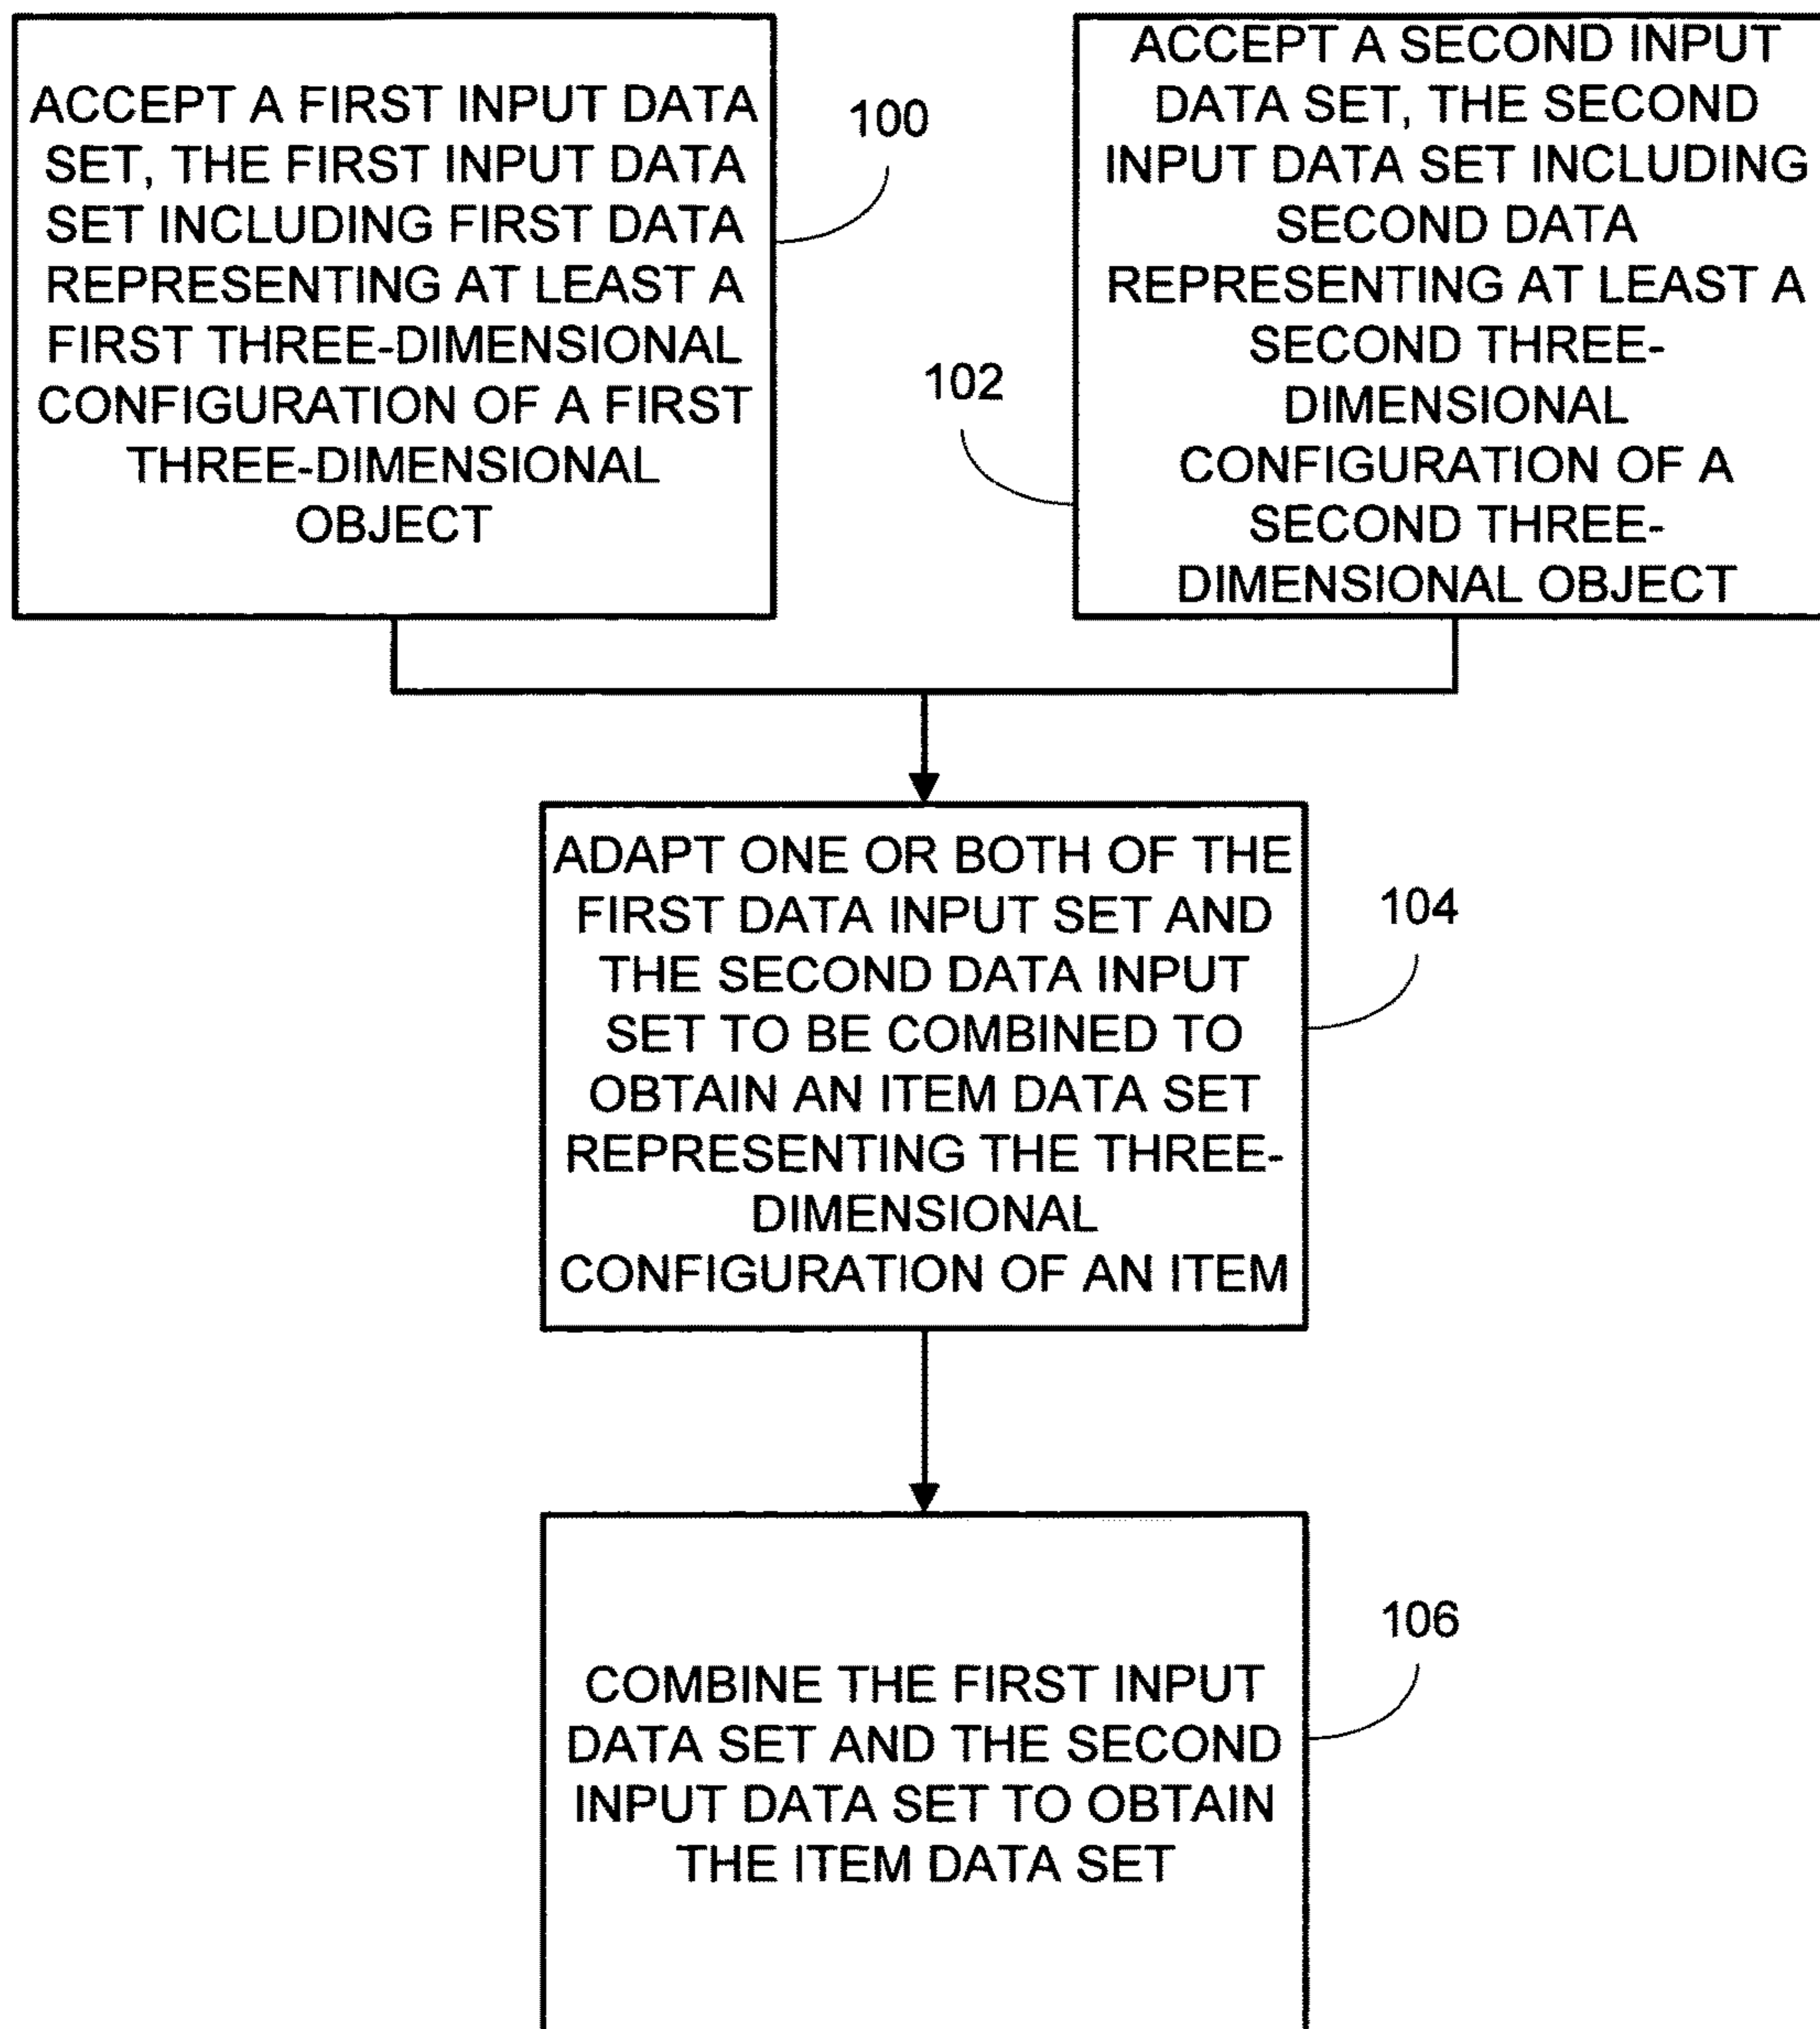 ACCEPT A FIRST INPUT DATA
SET, THE FIRST INPUT DATA
SET INCLUDING FIRST DATA
REPRESENTING AT LEAST A
FIRST THREE-DIMENSIONAL
CONFIGURATION OF A FIRST
THREE-DIMENSIONAL
OBJECT
100
ACCEPT A SECOND INPUT
DATA SET, THE SECOND
INPUT DATA SET INCLUDING
SECOND DATA
REPRESENTING AT LEAST A
SECOND THREE-
DIMENSIONAL
CONFIGURATION OF A
SECOND THREE-
DIMENSIONAL OBJECT
102
ADAPT ONE OR BOTH OF THE
FIRST DATA INPUT SET AND
THE SECOND DATA INPUT
SET TO BE COMBINED TO
OBTAIN AN ITEM DATA SET
REPRESENTING THE THREE-
DIMENSIONAL
CONFIGURATION OF AN ITEM
104
COMBINE THE FIRST INPUT
DATA SET AND THE SECOND
INPUT DATA SET TO OBTAIN
THE ITEM DATA SET
106